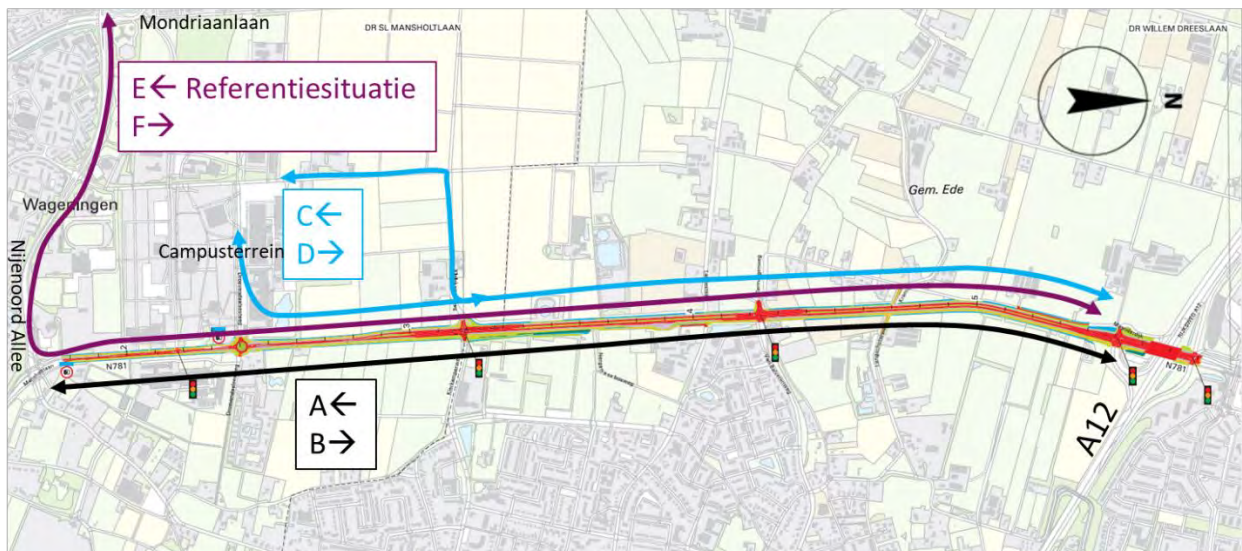 Mondriaanlaan
DR SL MANSHOLTLAAN
DR WILLEM DREESLAAN
E← Referentiesituatie
F→
N
Gem. Ede
Wageningen
C←
D→
Campusterrein
Nijenoord Allee
N781
A←
B→
N781
A12